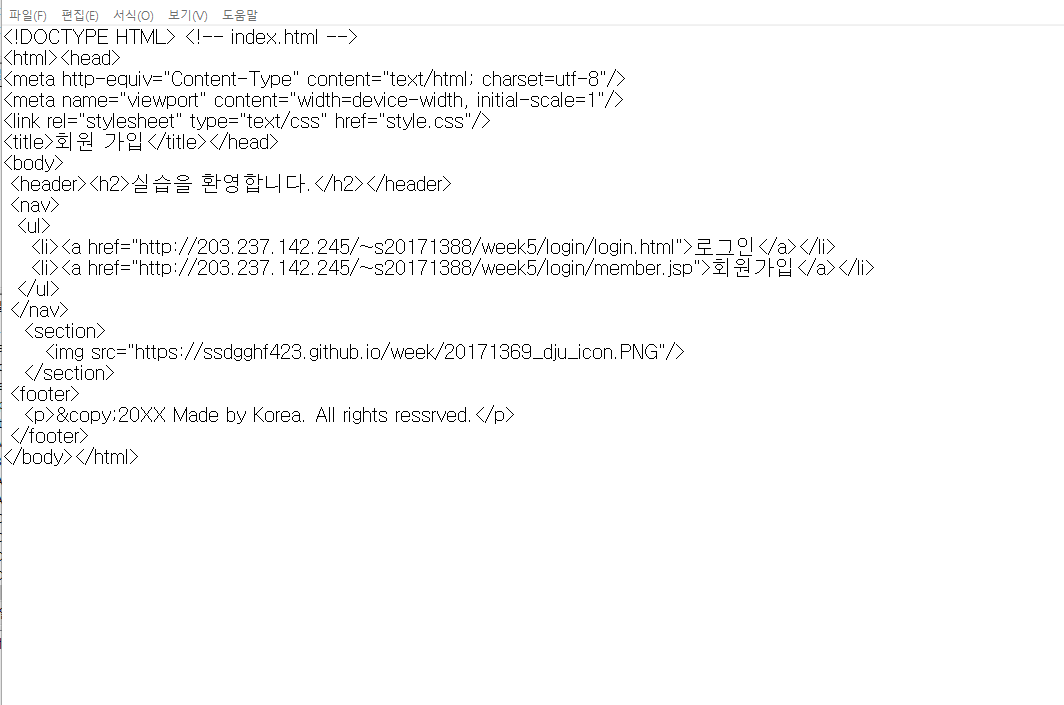 파일(F) 편집(E) 서식(O) 보기(V) 도움말
<!DOCTYPE HTML> <!-- index.html -->
<html><head>
<meta http-equiv="Content-Type" content="text/html; charset=utf-8"/>
<meta name="viewport" content="width=device-width, initial-scale=1"/>
<link rel="stylesheet" type="text/css" href="style.css"/>
<title>회원 가입</title></head>
<body>
 <header><h2>실습을 환영합니다.</h2></header>
 <nav>
  <ul>
    <li><a href="http://203.237.142.245/~s20171388/week5/login/login.html">로그인</a></li>
    <li><a href="http://203.237.142.245/~s20171388/week5/login/member.jsp">회원가입</a></li>
  </ul>
 </nav>
   <section>
      <img src="https://ssdgghf423.github.io/week/20171369_dju_icon.PNG"/>
   </section>
 <footer>
   <p>&copy;20XX Made by Korea. All rights ressrved.</p>
 </footer>
</body></html>